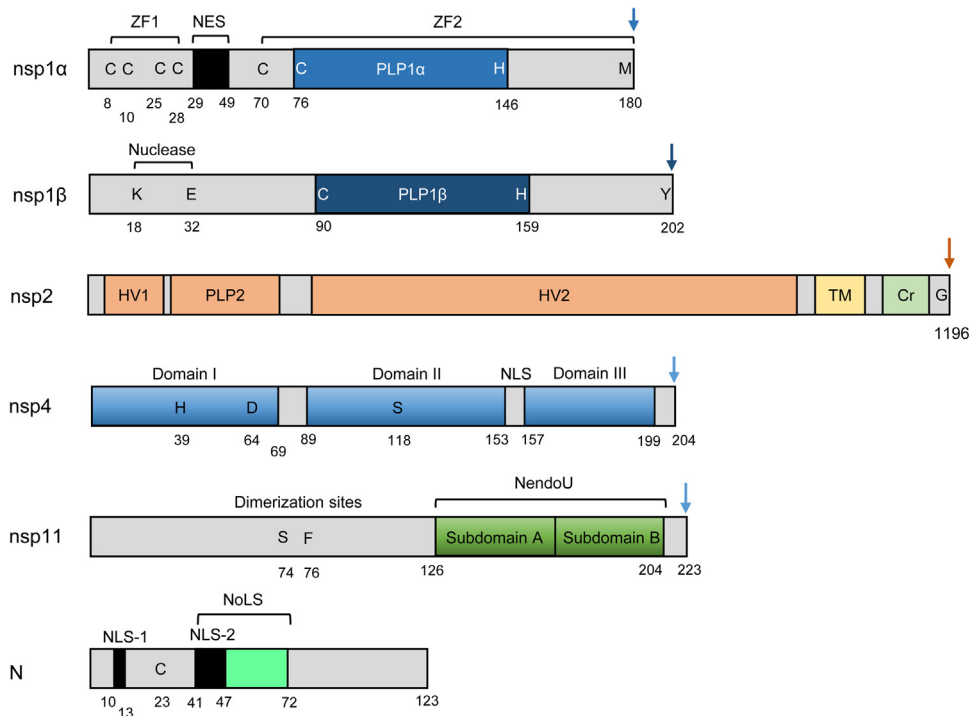 ZF1 NES ZF2
nsp1α C C C C C C PLP1α H M
8 10 25 28 29 49 70 76 146 180
Nuclease
nsp1β K E C PLP1β H Y
18 32 90 159 202
nsp2 HV1 PLP2 HV2 TM Cr G
1196
Domain I Domain II NLS Domain III
nsp4 H D S
39 64 69 89 118 153 157 199 204
NendoU
Dimerization sites
nsp11 S F Subdomain A Subdomain B
74 76 126 204 223
NoLS
NLS-1 NLS-2
N C
10 13 23 41 47 72 123